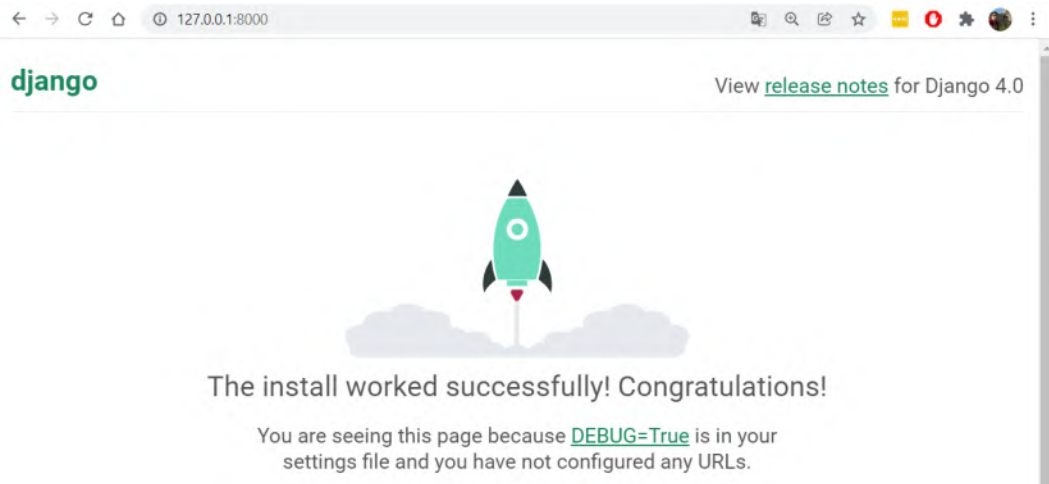 127.0.0.1:8000
django
View release notes for Django 4.0
The install worked successfully! Congratulations!
You are seeing this page because DEBUG=True is in your
settings file and you have not configured any URLs.